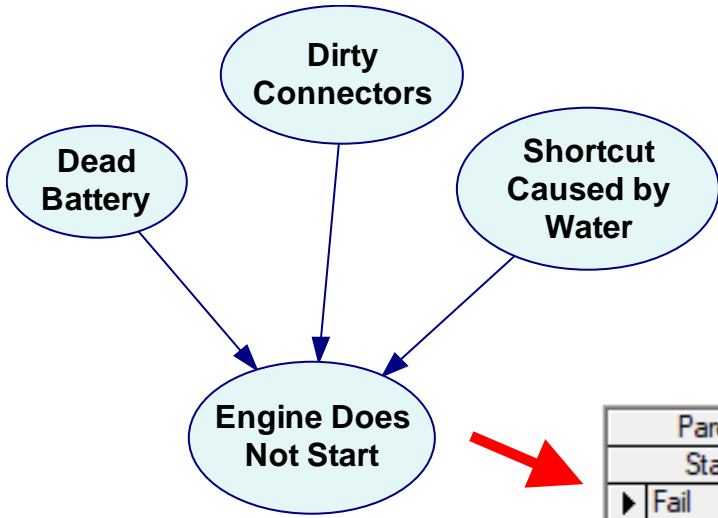 Dirty
Connectors
Dead
Battery
Shortcut
Caused by
Water
Engine Does
Not Start
Fail